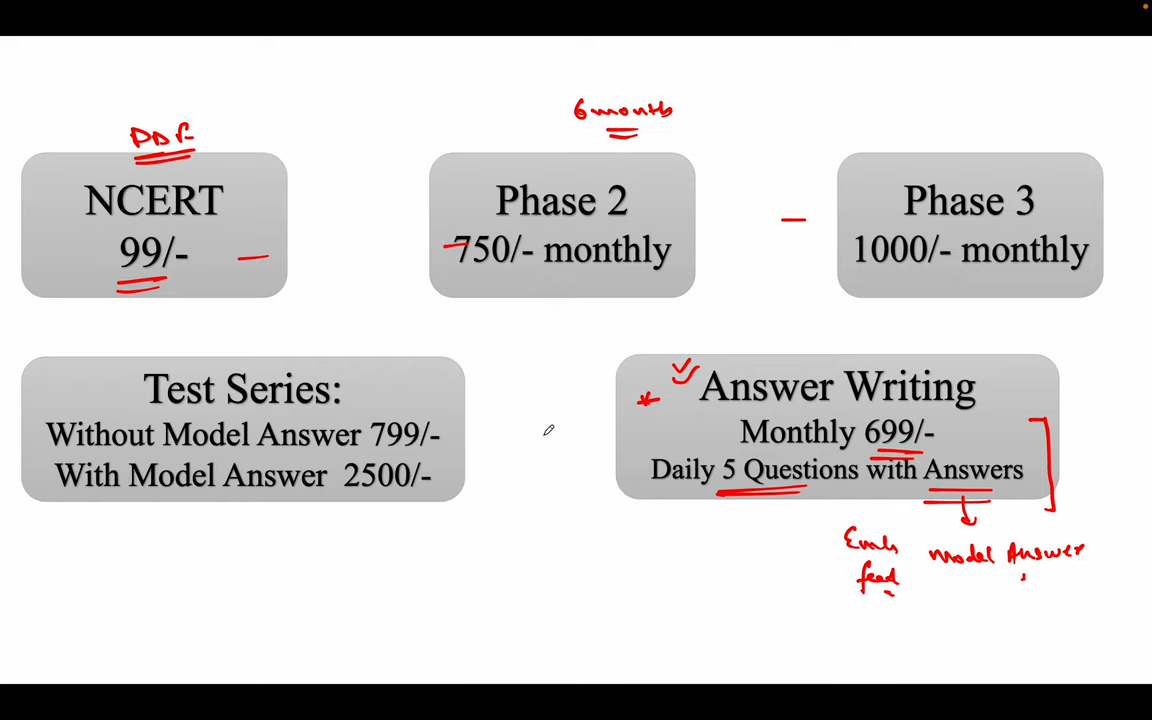 PDF
NCERT
99/-
6 months
Phase 2
750/- monthly
Phase 3
1000/- monthly
Test Series:
Without Model Answer 799/-
With Model Answer 2500/-
Answer Writing
Monthly 699/-
Daily 5 Questions with Answers
model Answer
feed